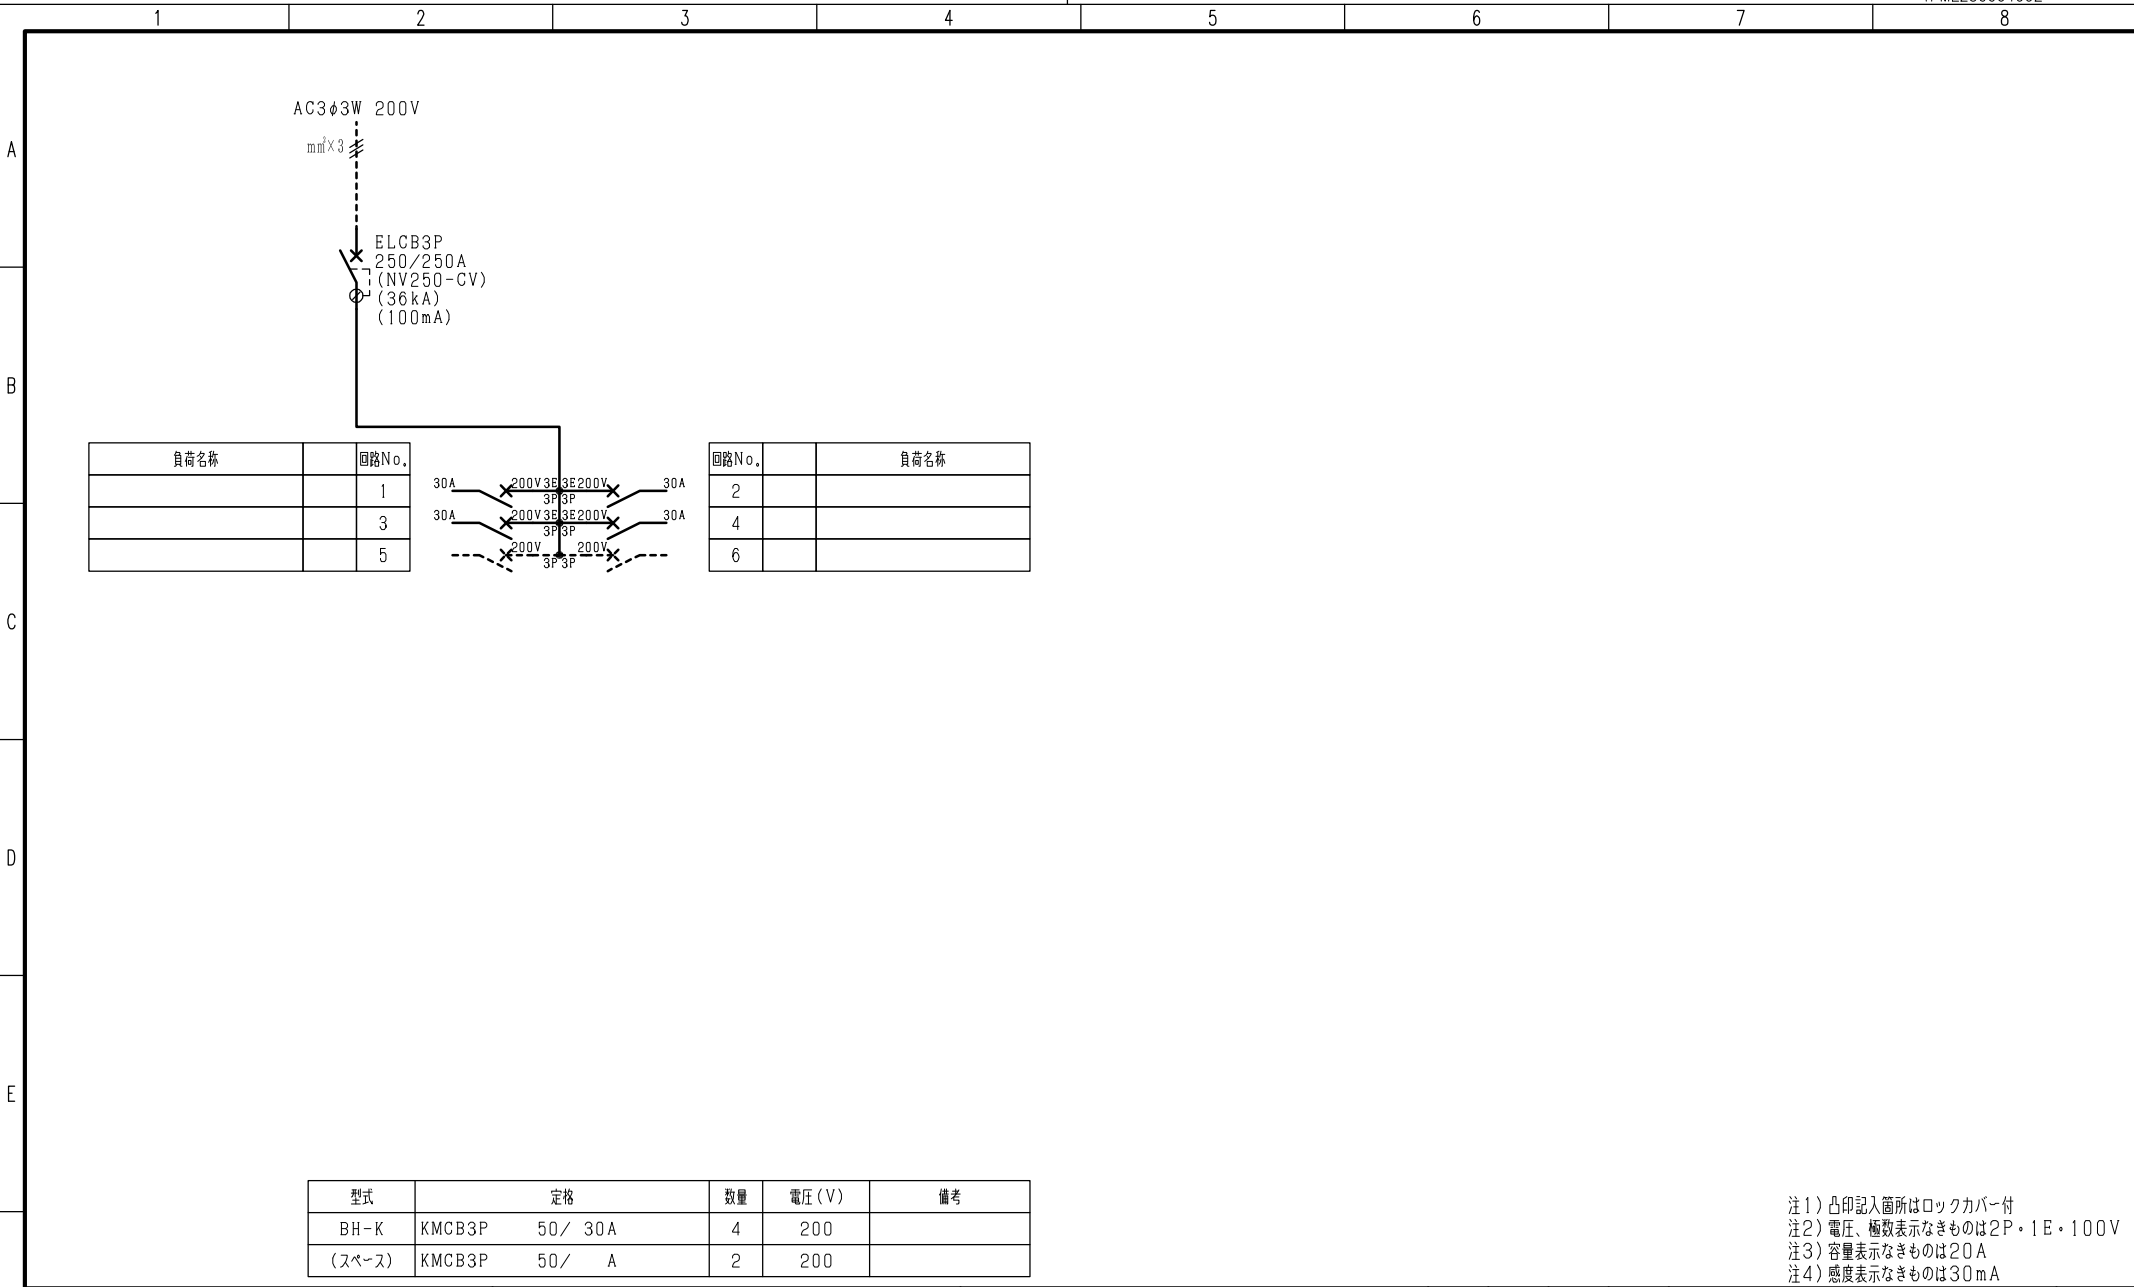 1 2 3 4 5 6 7 8
A
AC3φ3W 200V
mm²×3
ELCB3P
250/250A
(NV250-CV)
(36kA)
(100mA)
B
負荷名称 回路No. 回路No. 負荷名称
30A 200V 3E 3E 200V 30A
1 3P 3P 2
30A 200V 3E 3E 200V 30A
3 3P 3P 4
200V 200V
5 3P 3P 6
C
D
E
型式 定格 数量 電圧(V) 備考
BH-K KMCB3P 50/ 30A 4 200
(スペース) KMCB3P 50/ A 2 200
注1)凸印記入箇所はロックカバー付
注2)電圧、極数表示なきものは2P・1E・100V
注3)容量表示なきものは20A
注4)感度表示なきものは30mA